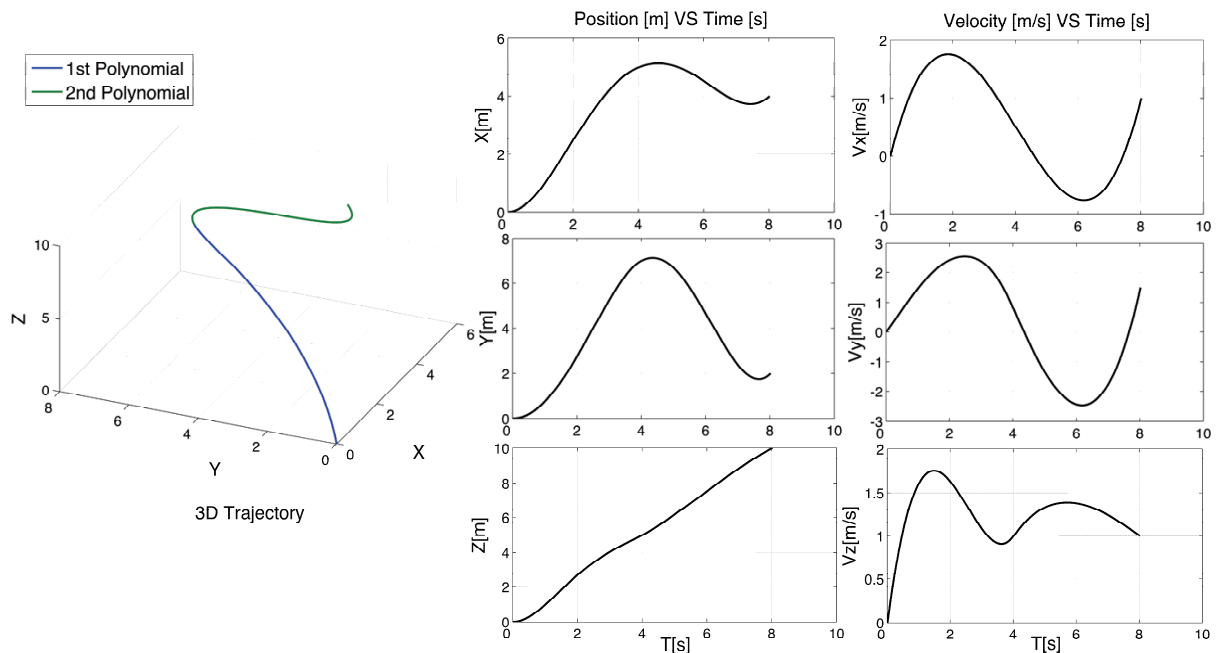 Position [m] VS Time [s]
Velocity [m/s] VS Time [s]
1st Polynomial
2nd Polynomial
10
5
0
Z
8
6
4
2
0
Y
0
2
4
6
X
3D Trajectory
6
4
2
0
X[m]
0 2 4 6 8 10
8
6
4
2
0
Y[m]
0 2 4 6 8 10
10
8
6
4
2
0
Z[m]
0 2 4 6 8 10
T[s]
2
1
0
-1
Vx[m/s]
0 2 4 6 8 10
3
2
1
0
-1
-2
-3
Vy[m/s]
0 2 4 6 8 10
2
1.5
1
0.5
0
Vz[m/s]
0 2 4 6 8 10
T[s]